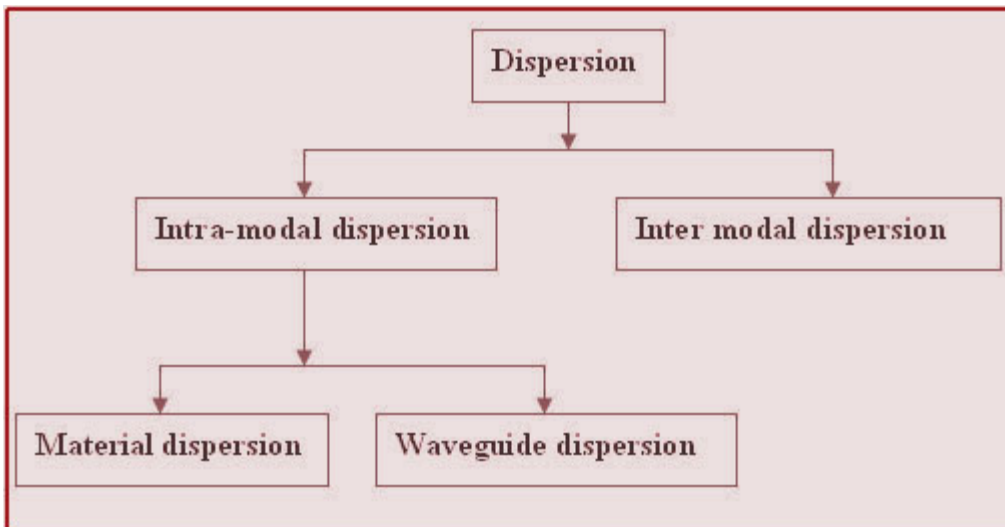 Dispersion
Intra-modal dispersion
Inter modal dispersion
Material dispersion
Waveguide dispersion